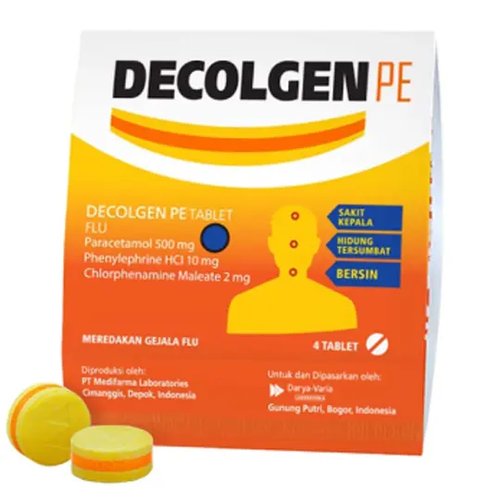 DECOLGEN PE
DECOLGEN PE TABLET
FLU
Paracetamol 500 mg
Phenylephrine HCl 10 mg
Chlorphenamine Maleate 2 mg
SAKIT
KEPALA
HIDUNG
TERSUMBAT
BERSIN
MEREDAKAN GEJALA FLU
4 TABLET
Diproduksi oleh:
PT Medifarma Laboratories
Cimanggis, Depok, Indonesia
Untuk dan Dipasarkan oleh:
Darya-Varia
LABORATORIA
Gunung Putri, Bogor, Indonesia